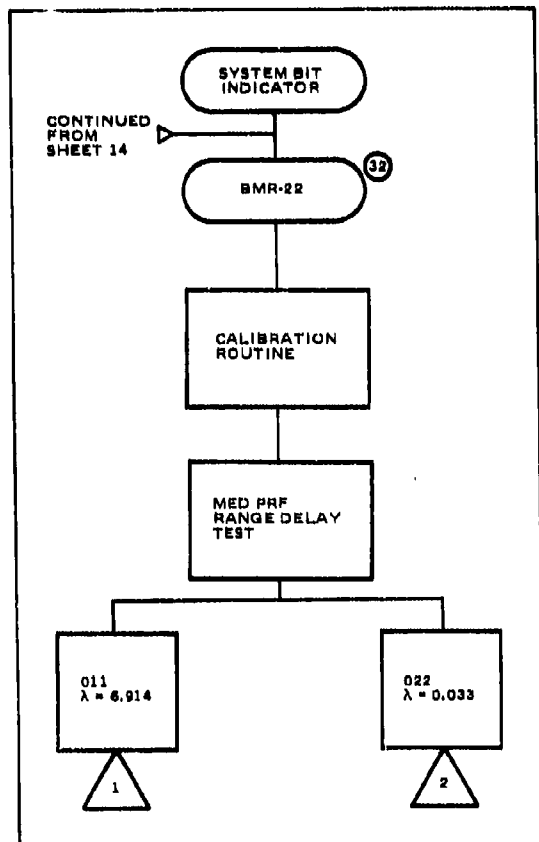 SYSTEM BIT
INDICATOR
CONTINUED
FROM
SHEET 14
32
BMR-22
CALIBRATION
ROUTINE
MED PRF
RANGE DELAY
TEST
011
λ = 6.914
022
λ = 0.033
1
2